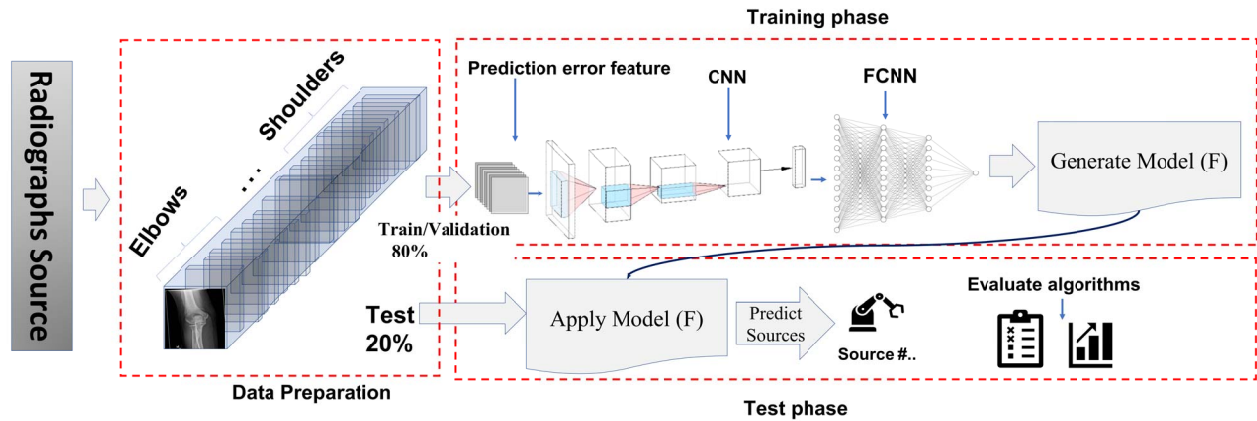 Training phase
Radiographs Source
Elbows
...
Shoulders
Data Preparation
Prediction error feature
CNN
FCNN
Train/Validation
80%
Generate Model (F)
Test
20%
Apply Model (F)
Predict
Sources
Source #..
Evaluate algorithms
Test phase